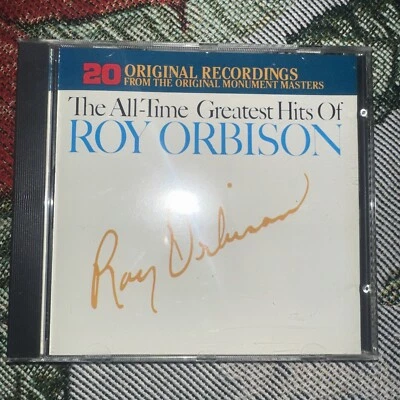 20 ORIGINAL RECORDINGS
FROM THE ORIGINAL MONUMENT MASTERS
The All-Time Greatest Hits Of
ROY ORBISON
Roy Orbison